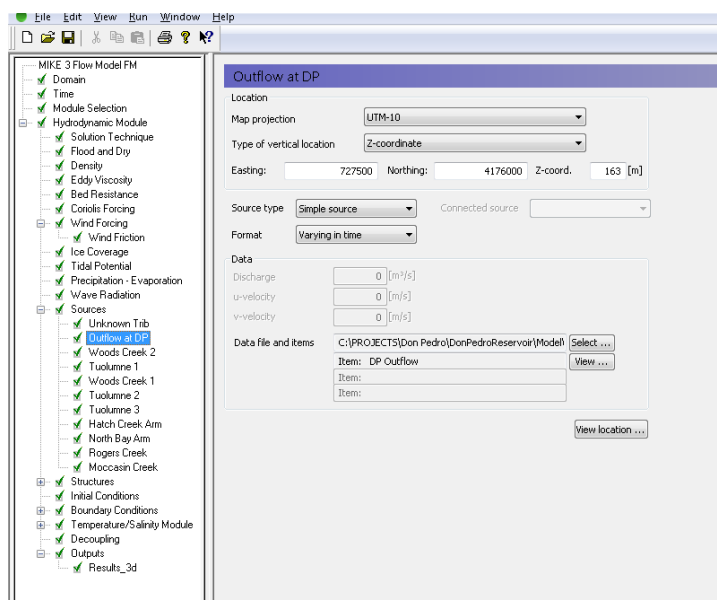 File Edit View Run Window Help
MIKE 3 Flow Model FM
Domain
Time
Module Selection
Hydrodynamic Module
Solution Technique
Flood and Dry
Density
Eddy Viscosity
Bed Resistance
Coriolis Forcing
Wind Forcing
Wind Friction
Ice Coverage
Tidal Potential
Precipitation - Evaporation
Wave Radiation
Sources
Unknown Trib
Outflow at DP
Woods Creek 2
Tuolumne 1
Woods Creek 1
Tuolumne 2
Tuolumne 3
Hatch Creek Arm
North Bay Arm
Rogers Creek
Moccasin Creek
Structures
Initial Conditions
Boundary Conditions
Temperature/Salinity Module
Decoupling
Outputs
Results_3d
Outflow at DP
Location
Map projection UTM-10
Type of vertical location Z-coordinate
Easting: 727500 Northing: 4176000 Z-coord. 163 [m]
Source type Simple source Connected source
Format Varying in time
Data
Discharge 0 [m³/s]
u-velocity 0 [m/s]
v-velocity 0 [m/s]
Data file and items C:\PROJECTS\Don Pedro\DonPedroReservoir\Model\ Select ...
Item: DP Outflow View ...
Item:
Item:
View location ...